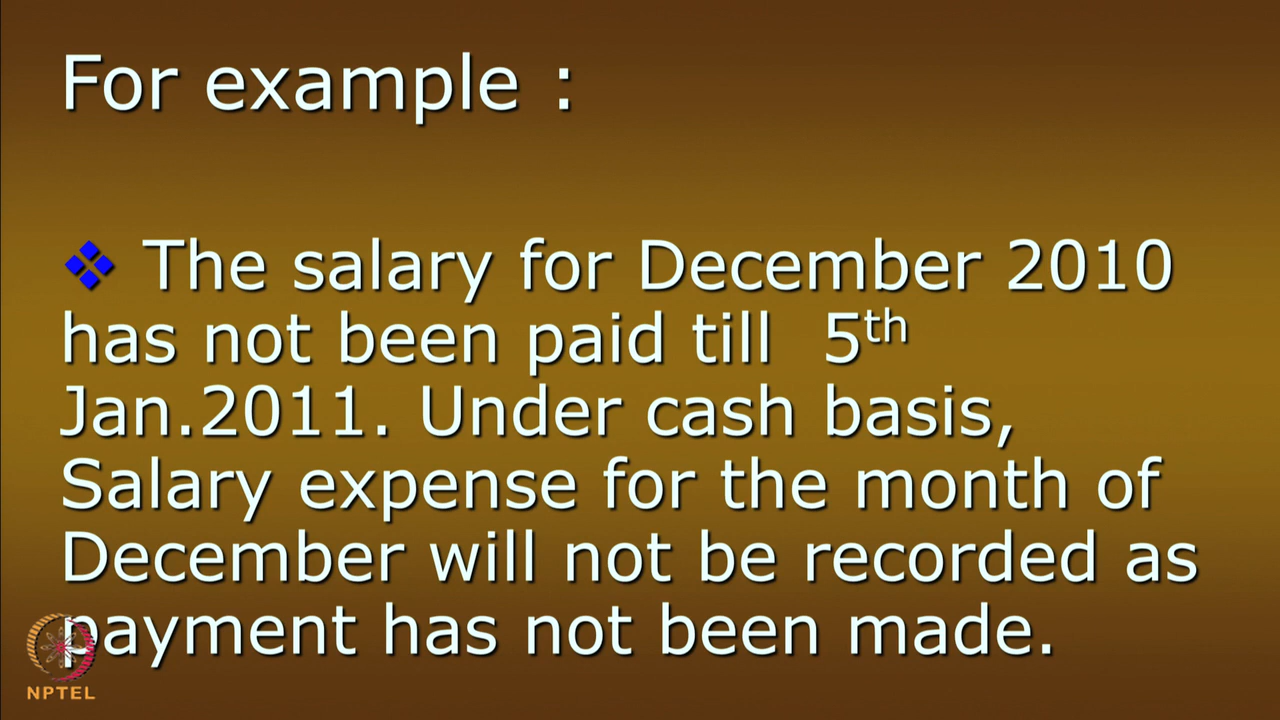 For example :
❖ The salary for December 2010
has not been paid till 5th
Jan.2011. Under cash basis,
Salary expense for the month of
December will not be recorded as
payment has not been made.
NPTEL